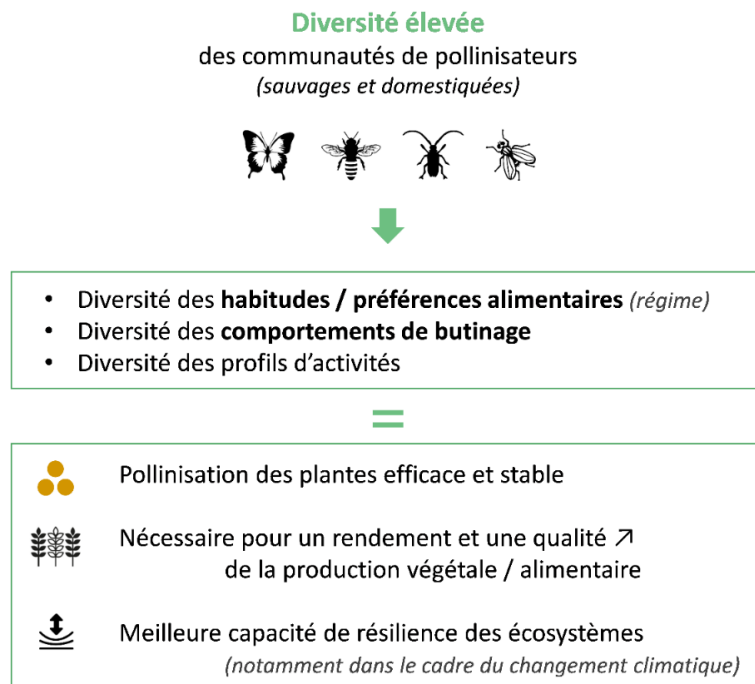 Diversité élevée
des communautés de pollinisateurs
(sauvages et domestiquées)
• Diversité des habitudes / préférences alimentaires (régime)
• Diversité des comportements de butinage
• Diversité des profils d’activités
=
Pollinisation des plantes efficace et stable
Nécessaire pour un rendement et une qualité ↗
de la production végétale / alimentaire
Meilleure capacité de résilience des écosystèmes
(notamment dans le cadre du changement climatique)